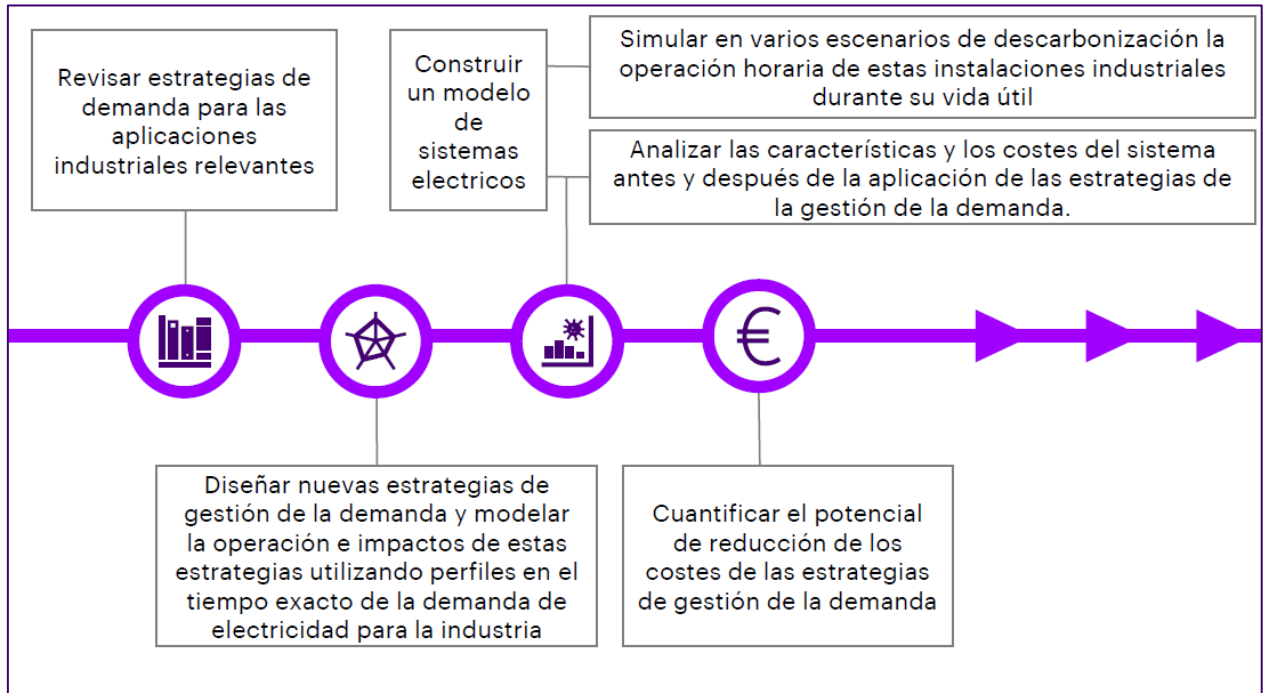 Revisar estrategias de
demanda para las
aplicaciones
industriales relevantes
Construir
un modelo
de
sistemas
electricos
Simular en varios escenarios de descarbonización la
operación horaria de estas instalaciones industriales
durante su vida útil
Analizar las características y los costes del sistema
antes y después de la aplicación de las estrategias de
la gestión de la demanda.
€
Diseñar nuevas estrategias de
gestión de la demanda y modelar
la operación e impactos de estas
estrategias utilizando perfiles en el
tiempo exacto de la demanda de
electricidad para la industria
Cuantificar el potencial
de reducción de los
costes de las estrategias
de gestión de la demanda